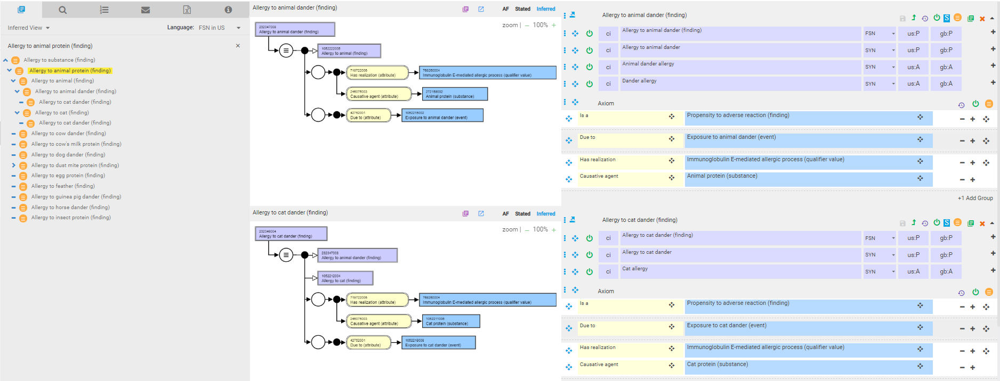 Inferred View
Language: FSN in US
Allergy to animal protein (finding)
Allergy to substance (finding)
Allergy to animal protein (finding)
Allergy to animal (finding)
Allergy to animal dander (finding)
Allergy to cat dander (finding)
Allergy to cat (finding)
Allergy to cat dander (finding)
Allergy to cow dander (finding)
Allergy to cow's milk protein (finding)
Allergy to dog dander (finding)
Allergy to dust mite protein (finding)
Allergy to egg protein (finding)
Allergy to feather (finding)
Allergy to guinea pig dander (finding)
Allergy to horse dander (finding)
Allergy to insect protein (finding)
Allergy to animal dander (finding)
AF Stated Inferred
zoom | – 100% +
232347008
Allergy to animal dander (finding)
Allergy to animal (finding)
719722006
Has realization (attribute)
769260004
Immunoglobulin E-mediated allergic process (qualifier value)
246075003
Causative agent (attribute)
Animal protein (substance)
42752001
Due to (attribute)
Exposure to animal dander (event)
Allergy to cat dander (finding)
AF Stated Inferred
zoom | – 100% +
232346004
Allergy to cat dander (finding)
232347008
Allergy to animal dander (finding)
1052212004
Allergy to cat (finding)
719722006
Has realization (attribute)
769260004
Immunoglobulin E-mediated allergic process (qualifier value)
246075003
Causative agent (attribute)
Cat protein (substance)
42752001
Due to (attribute)
Exposure to cat dander (event)
Allergy to animal dander (finding)
S
ci Allergy to animal dander (finding) FSN us:P gb:P
ci Allergy to animal dander SYN us:P gb:P
ci Animal dander allergy SYN us:A gb:A
ci Dander allergy SYN us:A gb:A
Axiom
Is a Propensity to adverse reaction (finding)
Due to Exposure to animal dander (event)
Has realization Immunoglobulin E-mediated allergic process (qualifier value)
Causative agent Animal protein (substance)
+1 Add Group
Allergy to cat dander (finding)
S
ci Allergy to cat dander (finding) FSN us:P gb:P
ci Allergy to cat dander SYN us:P gb:P
ci Cat allergy SYN us:A gb:A
Axiom
Is a Propensity to adverse reaction (finding)
Due to Exposure to cat dander (event)
Has realization Immunoglobulin E-mediated allergic process (qualifier value)
Causative agent Cat protein (substance)